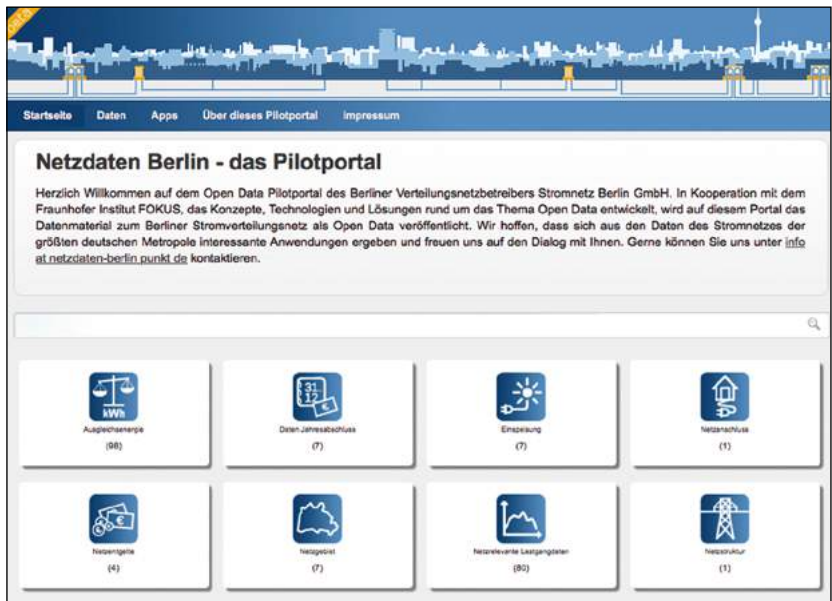 Startseite Daten Apps Über dieses Pilotportal Impressum
Netzdaten Berlin - das Pilotportal
Herzlich Willkommen auf dem Open Data Pilotportal des Berliner Verteilungsnetzbetreibers Stromnetz Berlin GmbH. In Kooperation mit dem
Fraunhofer Institut FOKUS, das Konzepte, Technologien und Lösungen rund um das Thema Open Data entwickelt, wird auf diesem Portal das
Datenmaterial zum Berliner Stromverteilungsnetz als Open Data veröffentlicht. Wir hoffen, dass sich aus den Daten des Stromnetzes der
größten deutschen Metropole interessante Anwendungen ergeben und freuen uns auf den Dialog mit Ihnen. Gerne können Sie uns unter info
at netzdaten-berlin punkt de kontaktieren.
kWh
Ausgleichsenergie
(98)
31
12
€
Daten Jahresabschluss
(7)
Einspeisung
(7)
Netzanschluss
(1)
€
Netzentgelte
(4)
Netzgebiet
(7)
Netzrelevante Lastgangdaten
(80)
Netzstruktur
(1)